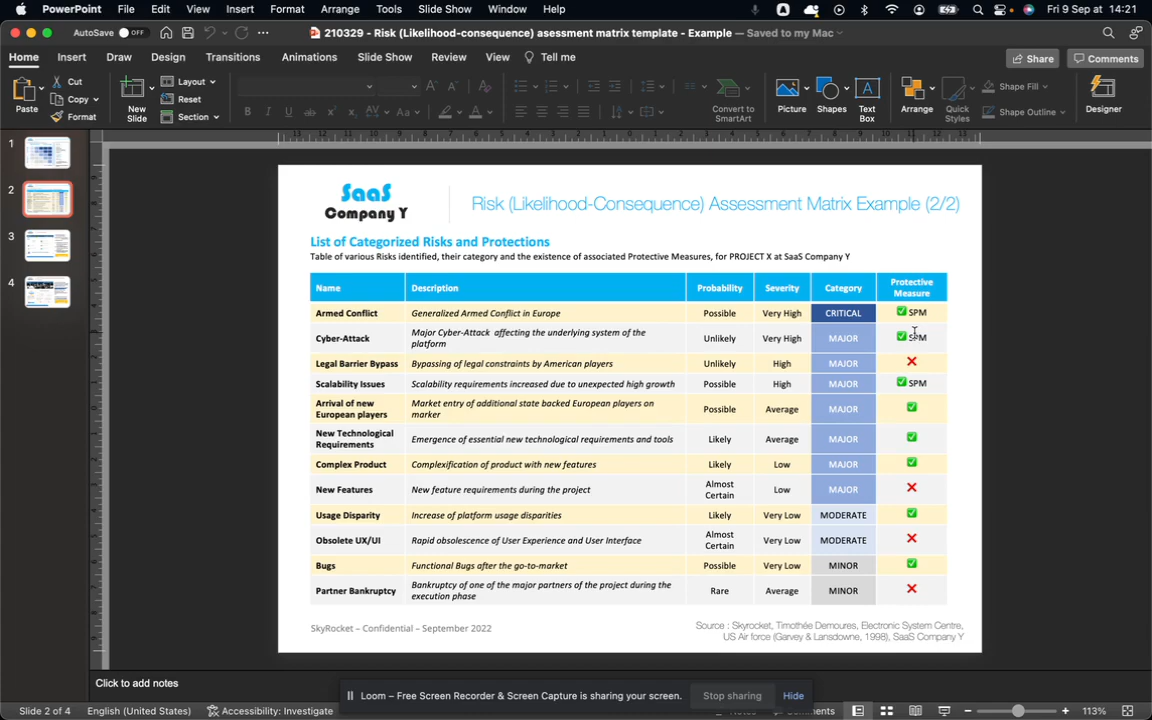 PowerPoint File Edit View Insert Format Arrange Tools Slide Show Window Help Fri 9 Sep at 14:21
AutoSave OFF 210329 - Risk (Likelihood-consequence) asessment matrix template - Example — Saved to my Mac
Home Insert Draw Design Transitions Animations Slide Show Review View Tell me Share Comments
Paste Cut Copy Format New Slide Layout Reset Section Convert to SmartArt Picture Shapes Text Box Arrange Quick Styles Shape Fill Shape Outline Designer
SaaS
Company Y
Risk (Likelihood-Consequence) Assessment Matrix Example (2/2)
List of Categorized Risks and Protections
Table of various Risks identified, their category and the existence of associated Protective Measures, for PROJECT X at SaaS Company Y
Name Description Probability Severity Category Protective Measure
Armed Conflict Generalized Armed Conflict in Europe Possible Very High CRITICAL ✅ SPM
Cyber-Attack Major Cyber-Attack affecting the underlying system of the platform Unlikely Very High MAJOR ✅ SPM
Legal Barrier Bypass Bypassing of legal constraints by American players Unlikely High MAJOR ❌
Scalability Issues Scalability requirements increased due to unexpected high growth Possible High MAJOR ✅ SPM
Arrival of new European players Market entry of additional state backed European players on marker Possible Average MAJOR ✅
New Technological Requirements Emergence of essential new technological requirements and tools Likely Average MAJOR ✅
Complex Product Complexification of product with new features Likely Low MAJOR ✅
New Features New feature requirements during the project Almost Certain Low MAJOR ❌
Usage Disparity Increase of platform usage disparities Likely Very Low MODERATE ✅
Obsolete UX/UI Rapid obsolescence of User Experience and User Interface Almost Certain Very Low MODERATE ❌
Bugs Functional Bugs after the go-to-market Possible Very Low MINOR ✅
Partner Bankruptcy Bankruptcy of one of the major partners of the project during the execution phase Rare Average MINOR ❌
SkyRocket – Confidential – September 2022
Source : Skyrocket, Timothée Demoures, Electronic System Centre,
US Air force (Garvey & Lansdowne, 1998), SaaS Company Y
1
2
3
4
Click to add notes
Loom – Free Screen Recorder & Screen Capture is sharing your screen. Stop sharing Hide
Slide 2 of 4 English (United States) Accessibility: Investigate 113%